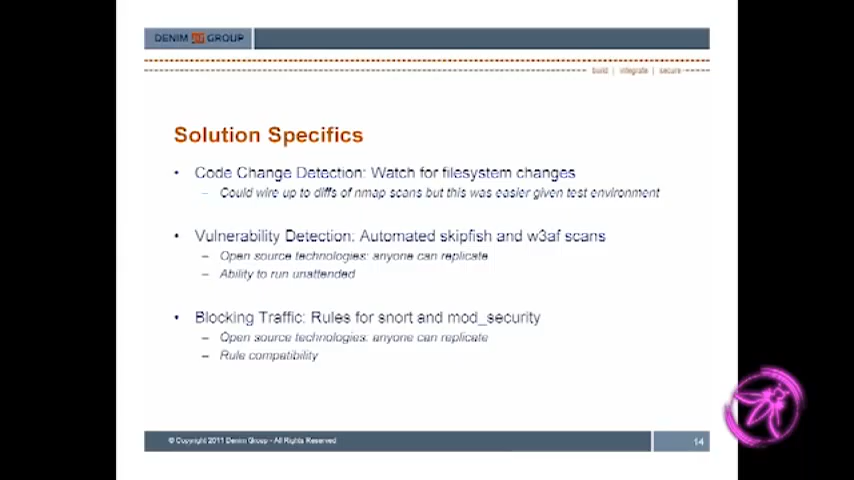 DENIM GROUP
build | integrate | secure
Solution Specifics
• Code Change Detection: Watch for filesystem changes
– Could wire up to diffs of nmap scans but this was easier given test environment
• Vulnerability Detection: Automated skipfish and w3af scans
– Open source technologies: anyone can replicate
– Ability to run unattended
• Blocking Traffic: Rules for snort and mod_security
– Open source technologies: anyone can replicate
– Rule compatibility
© Copyright 2011 Denim Group - All Rights Reserved
14